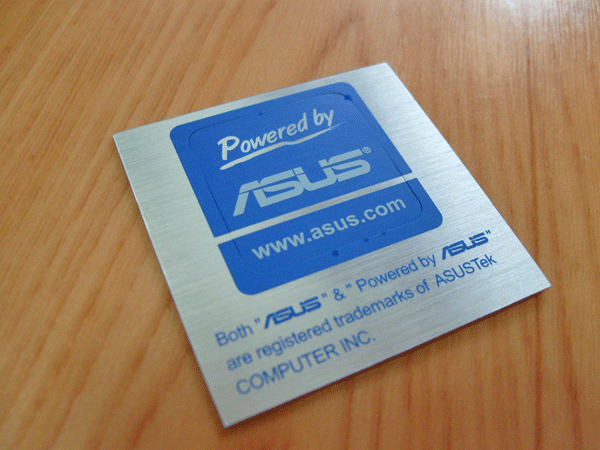 Powered by
ASUS®
www.asus.com
Both "ASUS" & " Powered by ASUS"
are registered trademarks of ASUSTek
COMPUTER INC.